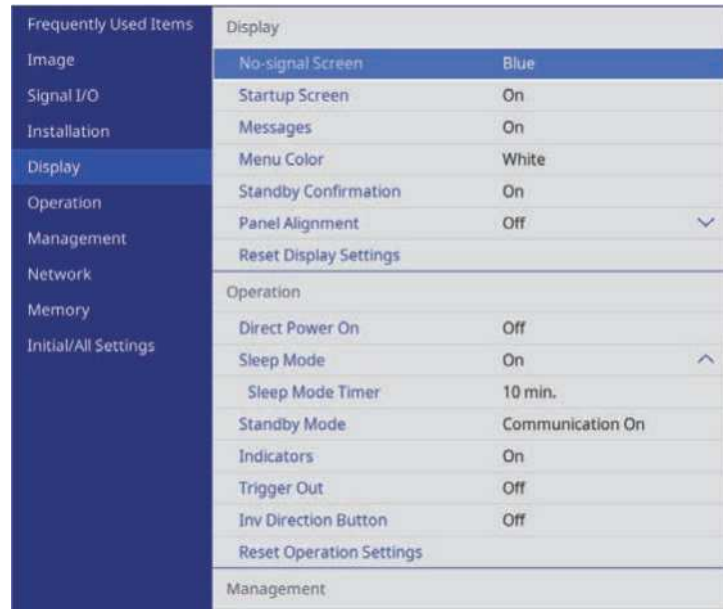 Frequently Used Items
Image
Signal I/O
Installation
Display
Operation
Management
Network
Memory
Initial/All Settings
Display
No-signal Screen Blue
Startup Screen On
Messages On
Menu Color White
Standby Confirmation On
Panel Alignment Off
Reset Display Settings
Operation
Direct Power On Off
Sleep Mode On
Sleep Mode Timer 10 min.
Standby Mode Communication On
Indicators On
Trigger Out Off
Inv Direction Button Off
Reset Operation Settings
Management